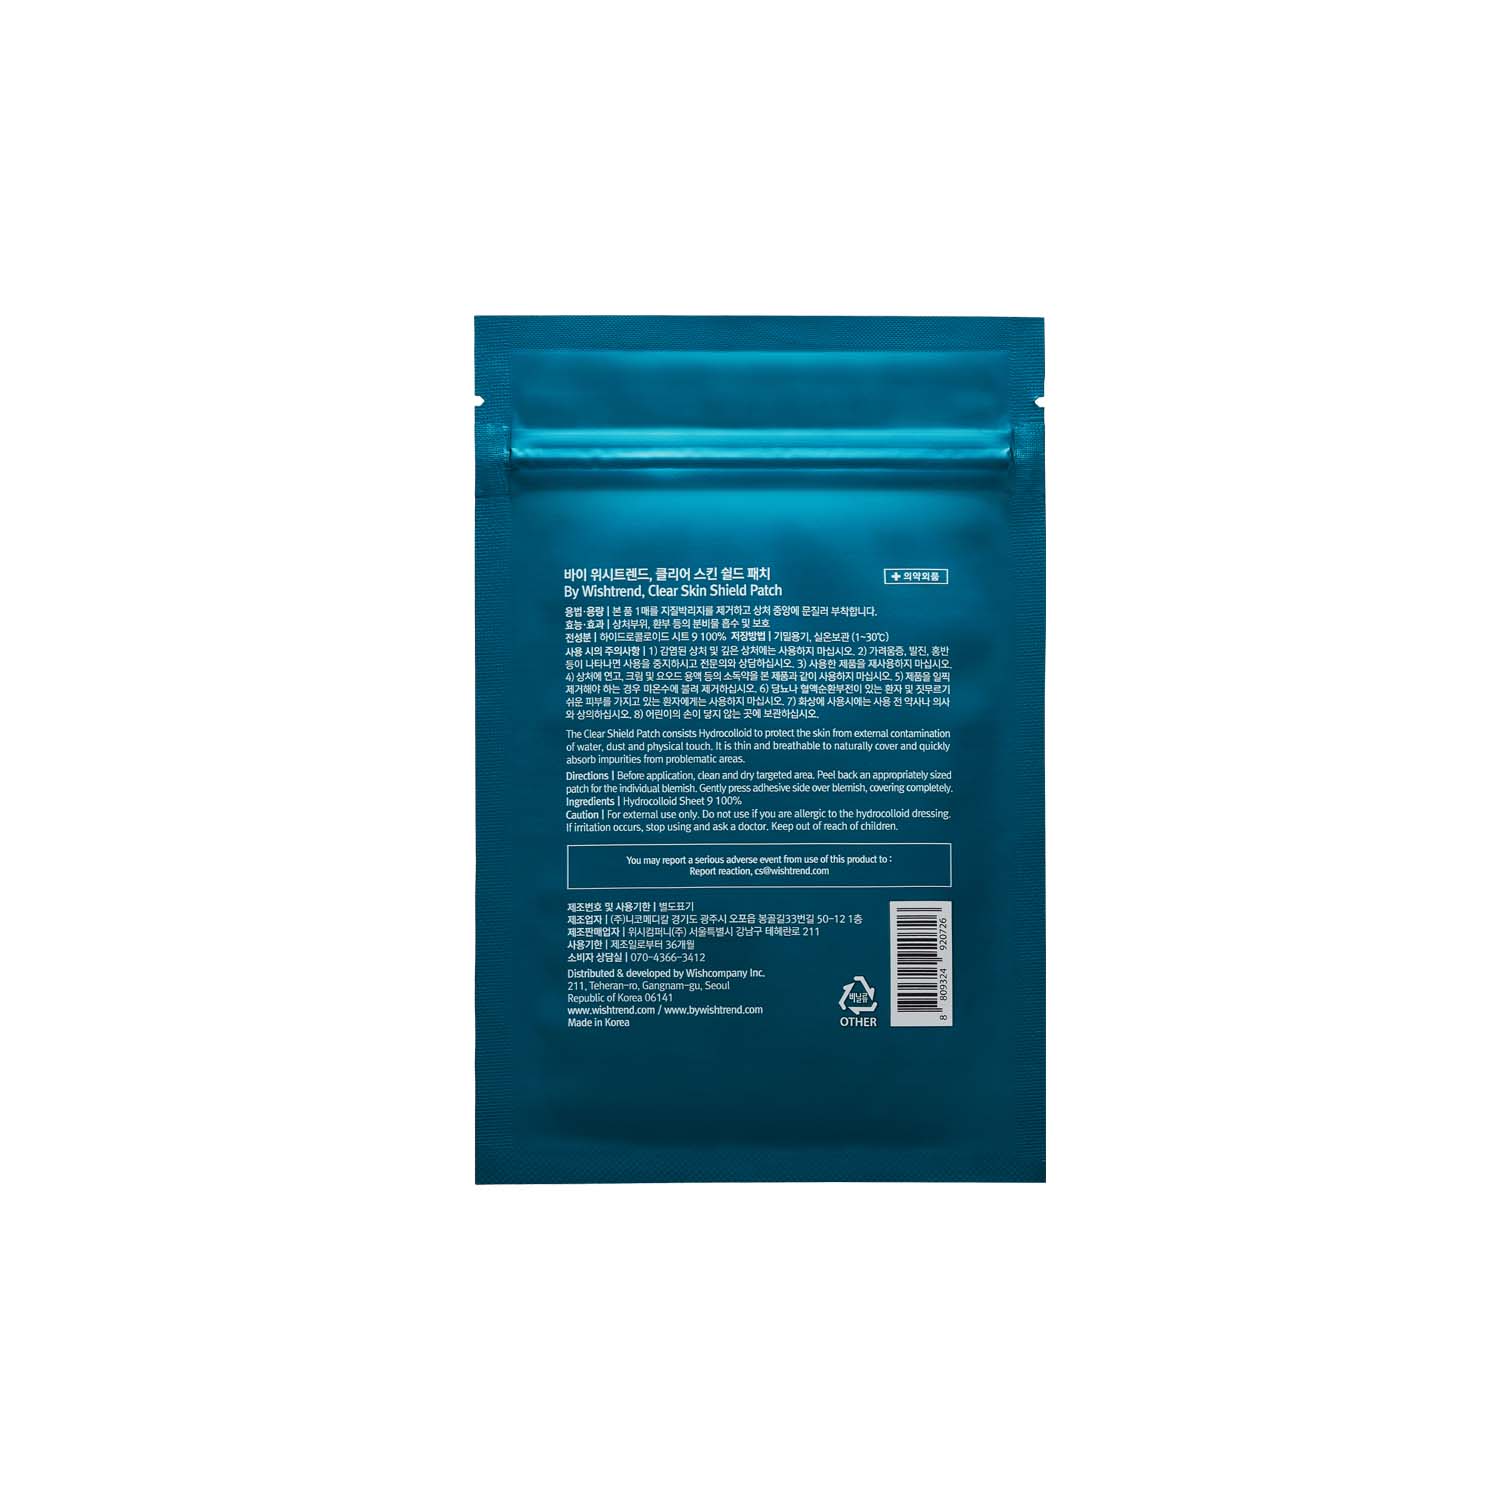 바이 위시트렌드, 클리어 스킨 쉴드 패치
✚ 의약외품
By Wishtrend, Clear Skin Shield Patch
용법·용량 | 본 품 1매를 지질박리지를 제거하고 상처 중앙에 문질러 부착합니다.
효능·효과 | 상처부위, 환부 등의 분비물 흡수 및 보호
전성분 | 하이드로콜로이드 시트 9 100% 저장방법 | 기밀용기, 실온보관 (1~30℃)
사용 시의 주의사항 | 1) 감염된 상처 및 깊은 상처에는 사용하지 마십시오. 2) 가려움증, 발진, 홍반
등이 나타나면 사용을 중지하시고 전문의와 상담하십시오. 3) 사용한 제품을 재사용하지 마십시오.
4) 상처에 연고, 크림 및 요오드 용액 등의 소독약을 본 제품과 같이 사용하지 마십시오. 5) 제품을 일찍
제거해야 하는 경우 미온수에 불려 제거하십시오. 6) 당뇨나 혈액순환부전이 있는 환자 및 짓무르기
쉬운 피부를 가지고 있는 환자에게는 사용하지 마십시오. 7) 화상에 사용시에는 사용 전 약사나 의사
와 상의하십시오. 8) 어린이의 손이 닿지 않는 곳에 보관하십시오.
The Clear Shield Patch consists Hydrocolloid to protect the skin from external contamination
of water, dust and physical touch. It is thin and breathable to naturally cover and quickly
absorb impurities from problematic areas.
Directions | Before application, clean and dry targeted area. Peel back an appropriately sized
patch for the individual blemish. Gently press adhesive side over blemish, covering completely.
Ingredients | Hydrocolloid Sheet 9 100%
Caution | For external use only. Do not use if you are allergic to the hydrocolloid dressing.
If irritation occurs, stop using and ask a doctor. Keep out of reach of children.
You may report a serious adverse event from use of this product to :
Report reaction, cs@wishtrend.com
제조번호 및 사용기한 | 별도표기
제조업자 | (주)니코메디칼 경기도 광주시 오포읍 봉골길33번길 50-12 1층
제조판매업자 | 위시컴퍼니(주) 서울특별시 강남구 테헤란로 211
사용기한 | 제조일로부터 36개월
소비자 상담실 | 070-4366-3412
Distributed & developed by Wishcompany Inc.
211, Teheran-ro, Gangnam-gu, Seoul
Republic of Korea 06141
www.wishtrend.com / www.bywishtrend.com
Made in Korea
비닐류
OTHER
8 809324 920726